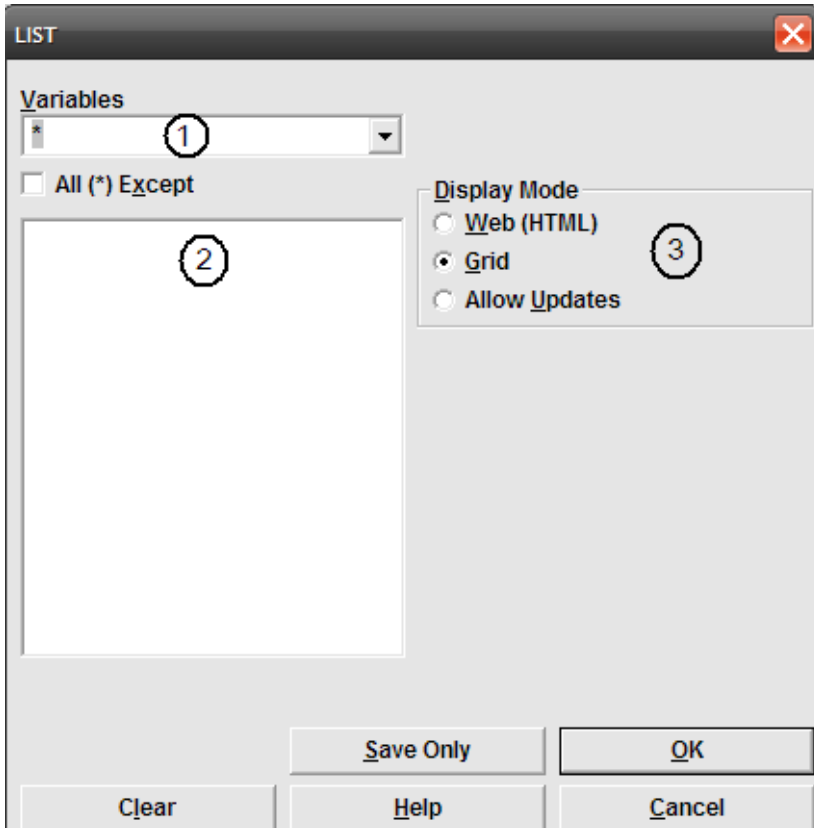 LIST
Variables
* 1
All (*) Except
2
Display Mode
Web (HTML)
3
Grid
Allow Updates
Save Only
OK
Clear
Help
Cancel